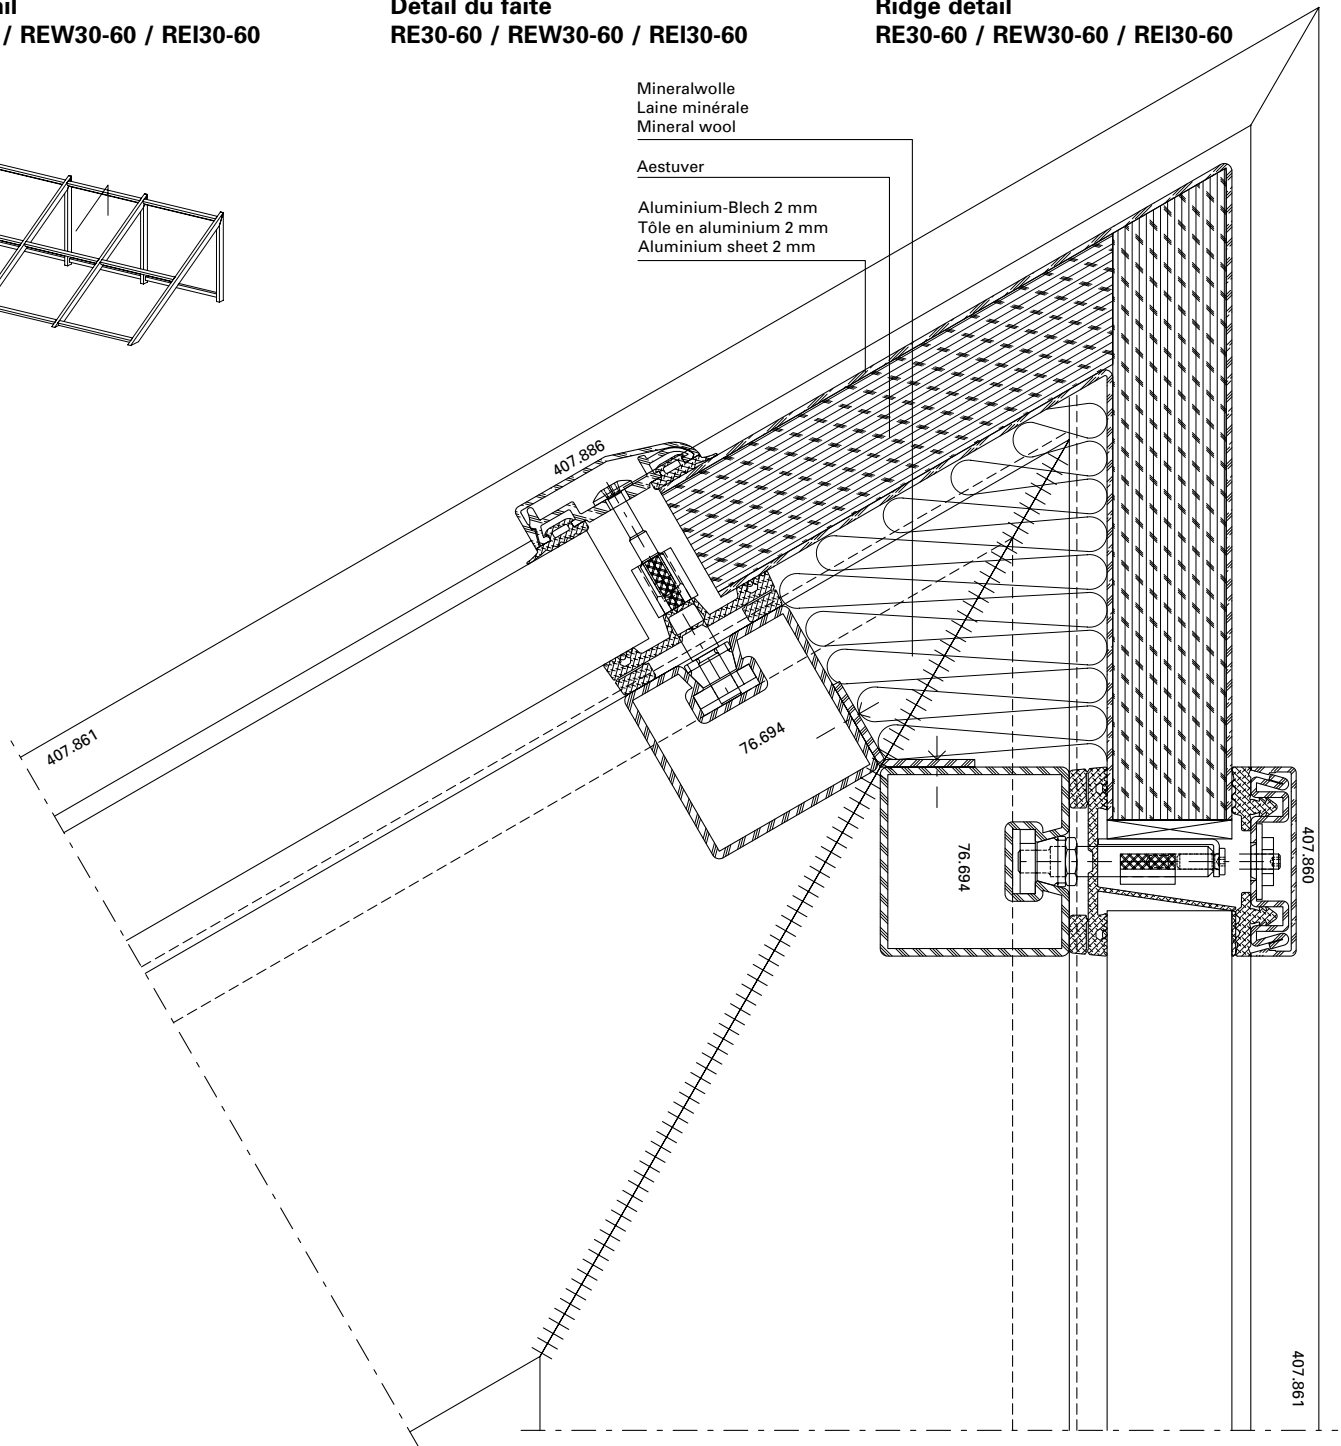 Détail du faîte
RE30-60 / REW30-60 / REI30-60
Ridge detail
RE30-60 / REW30-60 / REI30-60
/ REW30-60 / REI30-60
Mineralwolle
Laine minérale
Mineral wool
Aestuver
Aluminium-Blech 2 mm
Tôle en aluminium 2 mm
Aluminium sheet 2 mm
407.886
407.861
76.694
76.694
407.860
407.861